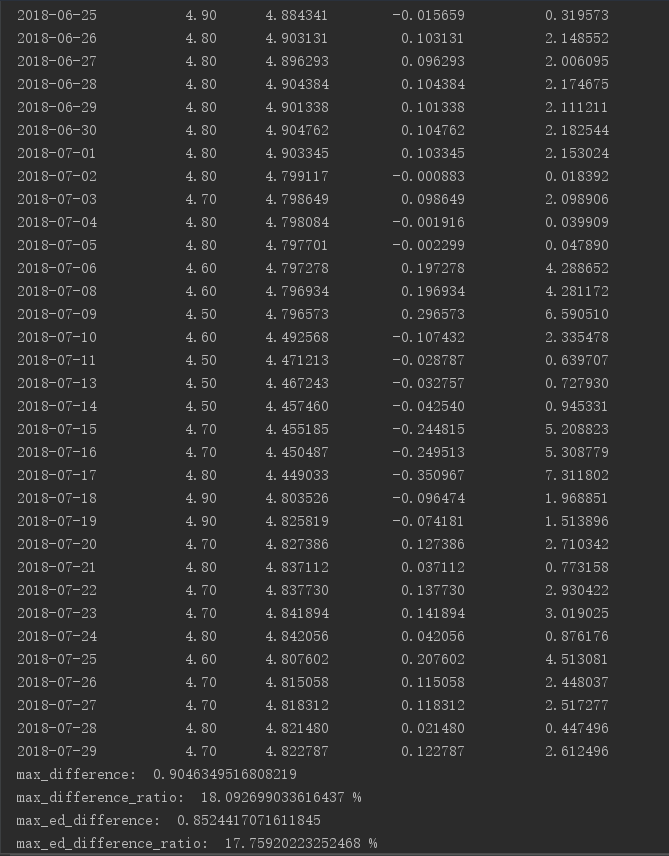 2018-06-25 4.90 4.884341 -0.015659 0.319573
2018-06-26 4.80 4.903131 0.103131 2.148552
2018-06-27 4.80 4.896293 0.096293 2.006095
2018-06-28 4.80 4.904384 0.104384 2.174675
2018-06-29 4.80 4.901338 0.101338 2.111211
2018-06-30 4.80 4.904762 0.104762 2.182544
2018-07-01 4.80 4.903345 0.103345 2.153024
2018-07-02 4.80 4.799117 -0.000883 0.018392
2018-07-03 4.70 4.798649 0.098649 2.098906
2018-07-04 4.80 4.798084 -0.001916 0.039909
2018-07-05 4.80 4.797701 -0.002299 0.047890
2018-07-06 4.60 4.797278 0.197278 4.288652
2018-07-08 4.60 4.796934 0.196934 4.281172
2018-07-09 4.50 4.796573 0.296573 6.590510
2018-07-10 4.60 4.492568 -0.107432 2.335478
2018-07-11 4.50 4.471213 -0.028787 0.639707
2018-07-13 4.50 4.467243 -0.032757 0.727930
2018-07-14 4.50 4.457460 -0.042540 0.945331
2018-07-15 4.70 4.455185 -0.244815 5.208823
2018-07-16 4.70 4.450487 -0.249513 5.308779
2018-07-17 4.80 4.449033 -0.350967 7.311802
2018-07-18 4.90 4.803526 -0.096474 1.968851
2018-07-19 4.90 4.825819 -0.074181 1.513896
2018-07-20 4.70 4.827386 0.127386 2.710342
2018-07-21 4.80 4.837112 0.037112 0.773158
2018-07-22 4.70 4.837730 0.137730 2.930422
2018-07-23 4.70 4.841894 0.141894 3.019025
2018-07-24 4.80 4.842056 0.042056 0.876176
2018-07-25 4.60 4.807602 0.207602 4.513081
2018-07-26 4.70 4.815058 0.115058 2.448037
2018-07-27 4.70 4.818312 0.118312 2.517277
2018-07-28 4.80 4.821480 0.021480 0.447496
2018-07-29 4.70 4.822787 0.122787 2.612496
max_difference: 0.9046349516808219
max_difference_ratio: 18.092699033616437 %
max_ed_difference: 0.8524417071611845
max_ed_difference_ratio: 17.75920223252468 %